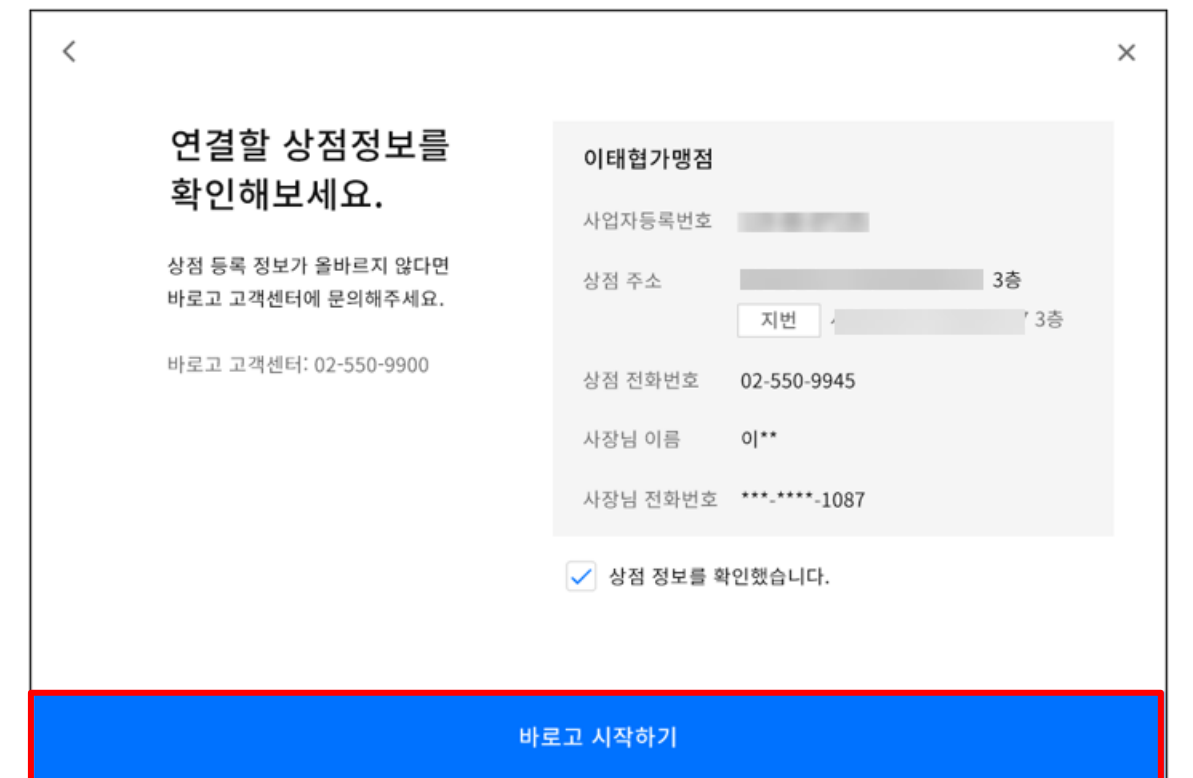 연결할 상점정보를
확인해보세요.
상점 등록 정보가 올바르지 않다면
바로고 고객센터에 문의해주세요.
바로고 고객센터: 02-550-9900
이태협가맹점
사업자등록번호
상점 주소 3층
지번 3층
상점 전화번호 02-550-9945
사장님 이름 이**
사장님 전화번호 ***-****-1087
상점 정보를 확인했습니다.
바로고 시작하기